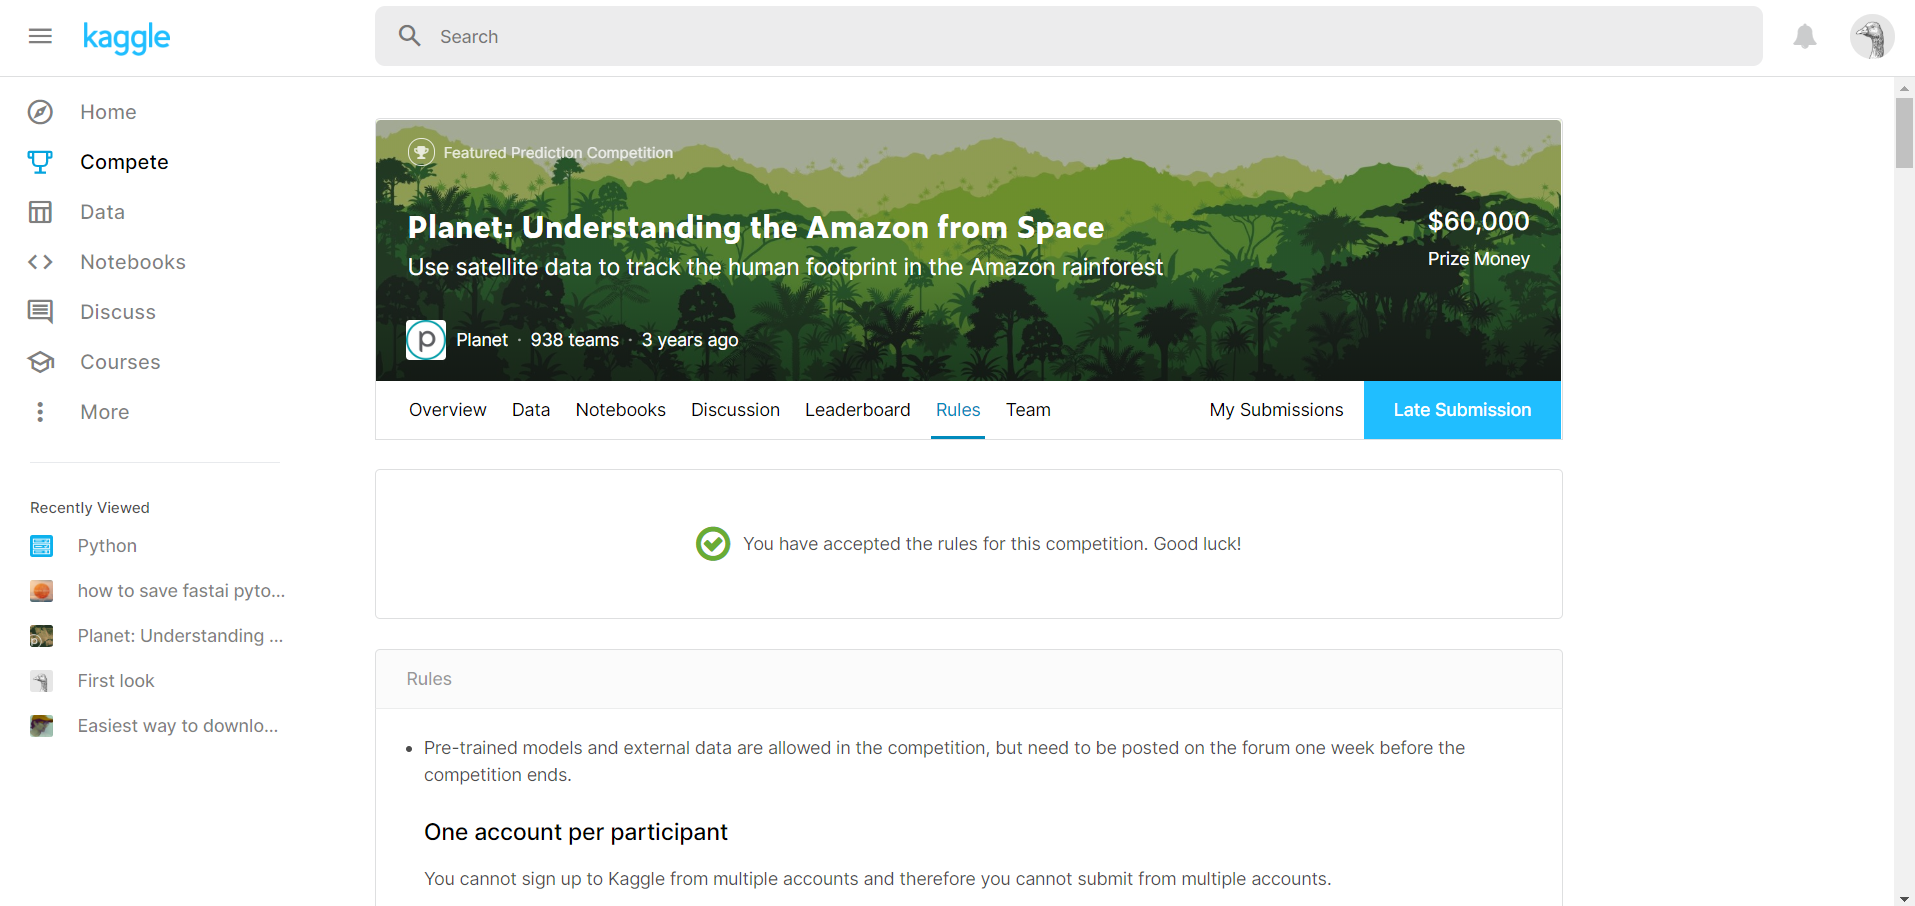 kaggle
Search
Home
Compete
Data
Notebooks
Discuss
Courses
More
Recently Viewed
Python
how to save fastai pyto...
Planet: Understanding ...
First look
Easiest way to downlo...
Featured Prediction Competition
Planet: Understanding the Amazon from Space
Use satellite data to track the human footprint in the Amazon rainforest
$60,000
Prize Money
p
Planet · 938 teams · 3 years ago
Overview Data Notebooks Discussion Leaderboard Rules Team My Submissions Late Submission
You have accepted the rules for this competition. Good luck!
Rules
• Pre-trained models and external data are allowed in the competition, but need to be posted on the forum one week before the
competition ends.
One account per participant
You cannot sign up to Kaggle from multiple accounts and therefore you cannot submit from multiple accounts.